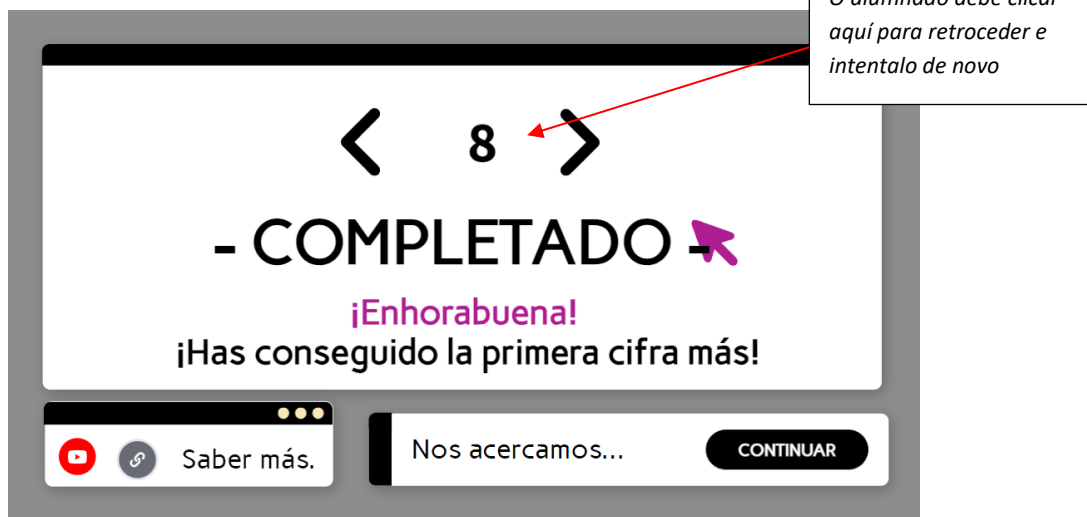 O alumnado debe clicar
aquí para retroceder e
intentalo de novo
< 8 >
- COMPLETADO -
¡Enhorabuena!
¡Has conseguido la primera cifra más!
Saber más.
Nos acercamos...
CONTINUAR